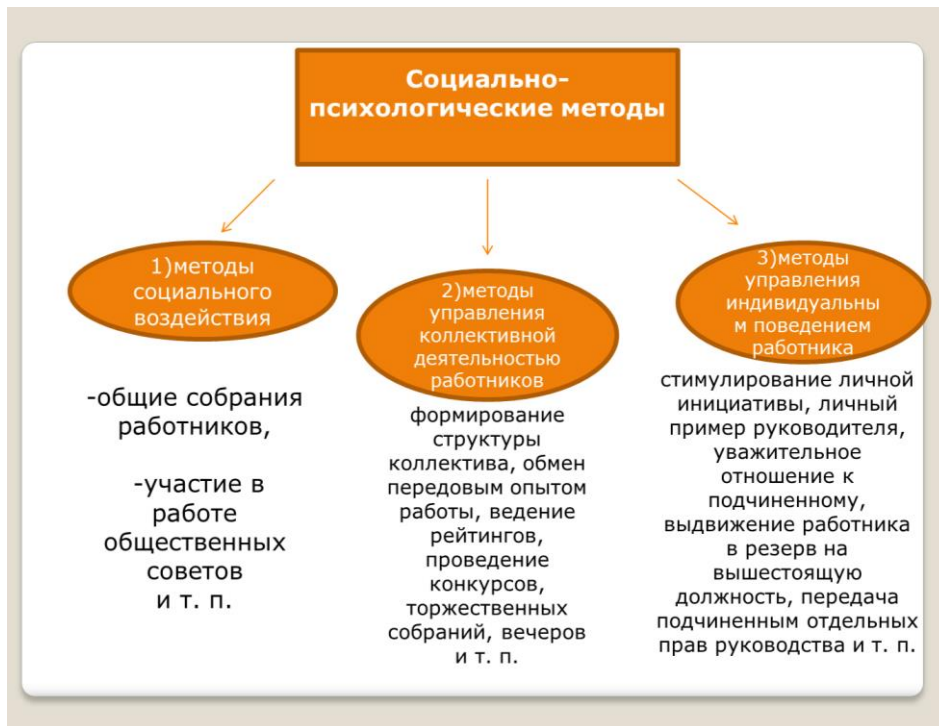 Социально-
психологические методы
1)методы
социального
воздействия
-общие собрания
работников,
-участие в
работе
общественных
советов
и т. п.
2)методы
управления
коллективной
деятельностью
работников
формирование
структуры
коллектива, обмен
передовым опытом
работы, ведение
рейтингов,
проведение
конкурсов,
торжественных
собраний, вечеров
и т. п.
3)методы
управления
индивидуальны
м поведением
работника
стимулирование личной
инициативы, личный
пример руководителя,
уважительное
отношение к
подчиненному,
выдвижение работника
в резерв на
вышестоящую
должность, передача
подчиненным отдельных
прав руководства и т. п.